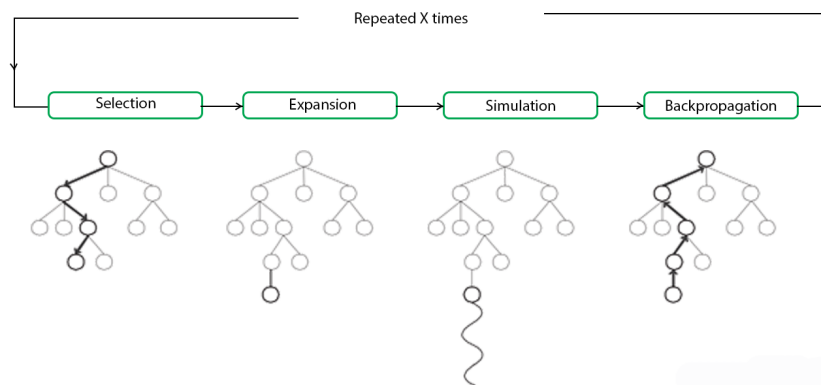 Repeated X times
Selection
Expansion
Simulation
Backpropagation